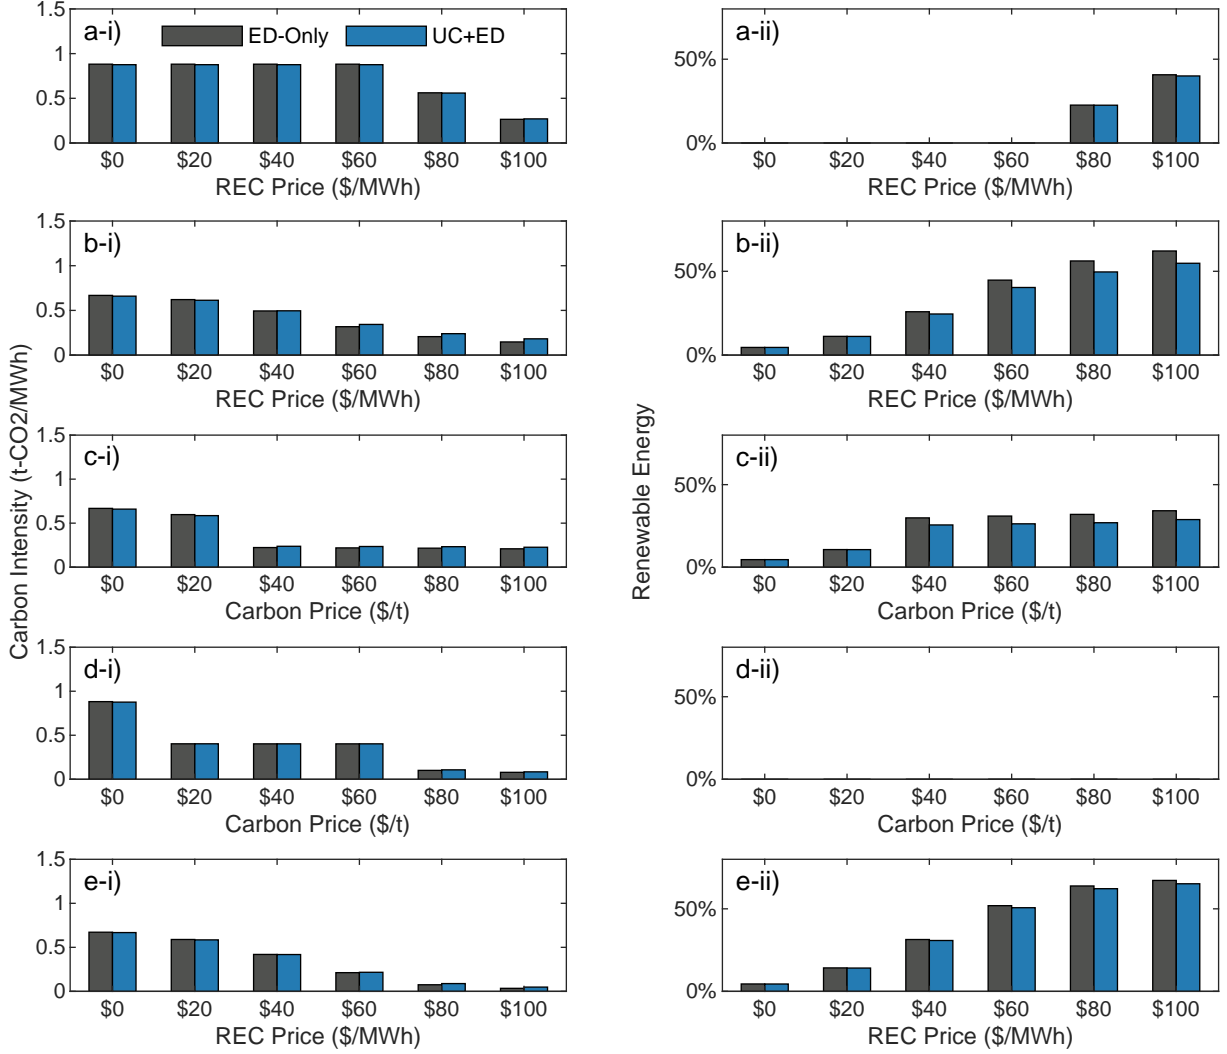 a-i)
ED-Only
UC+ED
1.5
1
0.5
0
$0 $20 $40 $60 $80 $100
REC Price ($/MWh)
a-ii)
50%
0%
$0 $20 $40 $60 $80 $100
REC Price ($/MWh)
b-i)
1.5
1
0.5
0
$0 $20 $40 $60 $80 $100
REC Price ($/MWh)
b-ii)
50%
0%
$0 $20 $40 $60 $80 $100
REC Price ($/MWh)
Carbon Intensity (t-CO2/MWh)
Renewable Energy
c-i)
1.5
1
0.5
0
$0 $20 $40 $60 $80 $100
Carbon Price ($/t)
c-ii)
50%
0%
$0 $20 $40 $60 $80 $100
Carbon Price ($/t)
d-i)
1.5
1
0.5
0
$0 $20 $40 $60 $80 $100
Carbon Price ($/t)
d-ii)
50%
0%
$0 $20 $40 $60 $80 $100
Carbon Price ($/t)
e-i)
1.5
1
0.5
0
$0 $20 $40 $60 $80 $100
REC Price ($/MWh)
e-ii)
50%
0%
$0 $20 $40 $60 $80 $100
REC Price ($/MWh)